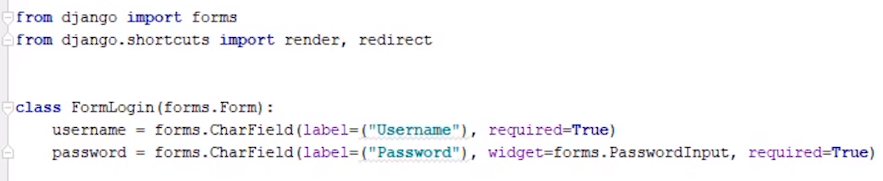 from django import forms
from django.shortcuts import render, redirect
class FormLogin(forms.Form):
username = forms.CharField(label=("Username"), required=True)
password = forms.CharField(label=("Password"), widget=forms.PasswordInput, required=True)